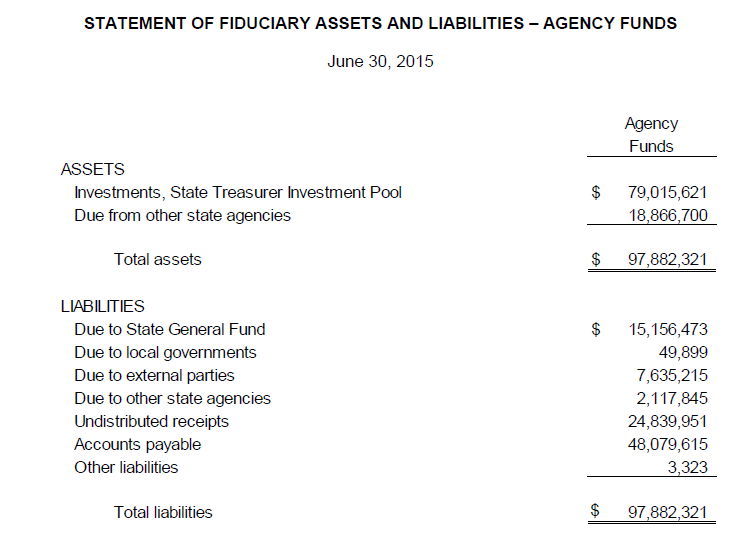 STATEMENT OF FIDUCIARY ASSETS AND LIABILITIES – AGENCY FUNDS
June 30, 2015
Agency
Funds
ASSETS
Investments, State Treasurer Investment Pool $ 79,015,621
Due from other state agencies 18,866,700
Total assets $ 97,882,321
LIABILITIES
Due to State General Fund $ 15,156,473
Due to local governments 49,899
Due to external parties 7,635,215
Due to other state agencies 2,117,845
Undistributed receipts 24,839,951
Accounts payable 48,079,615
Other liabilities 3,323
Total liabilities $ 97,882,321